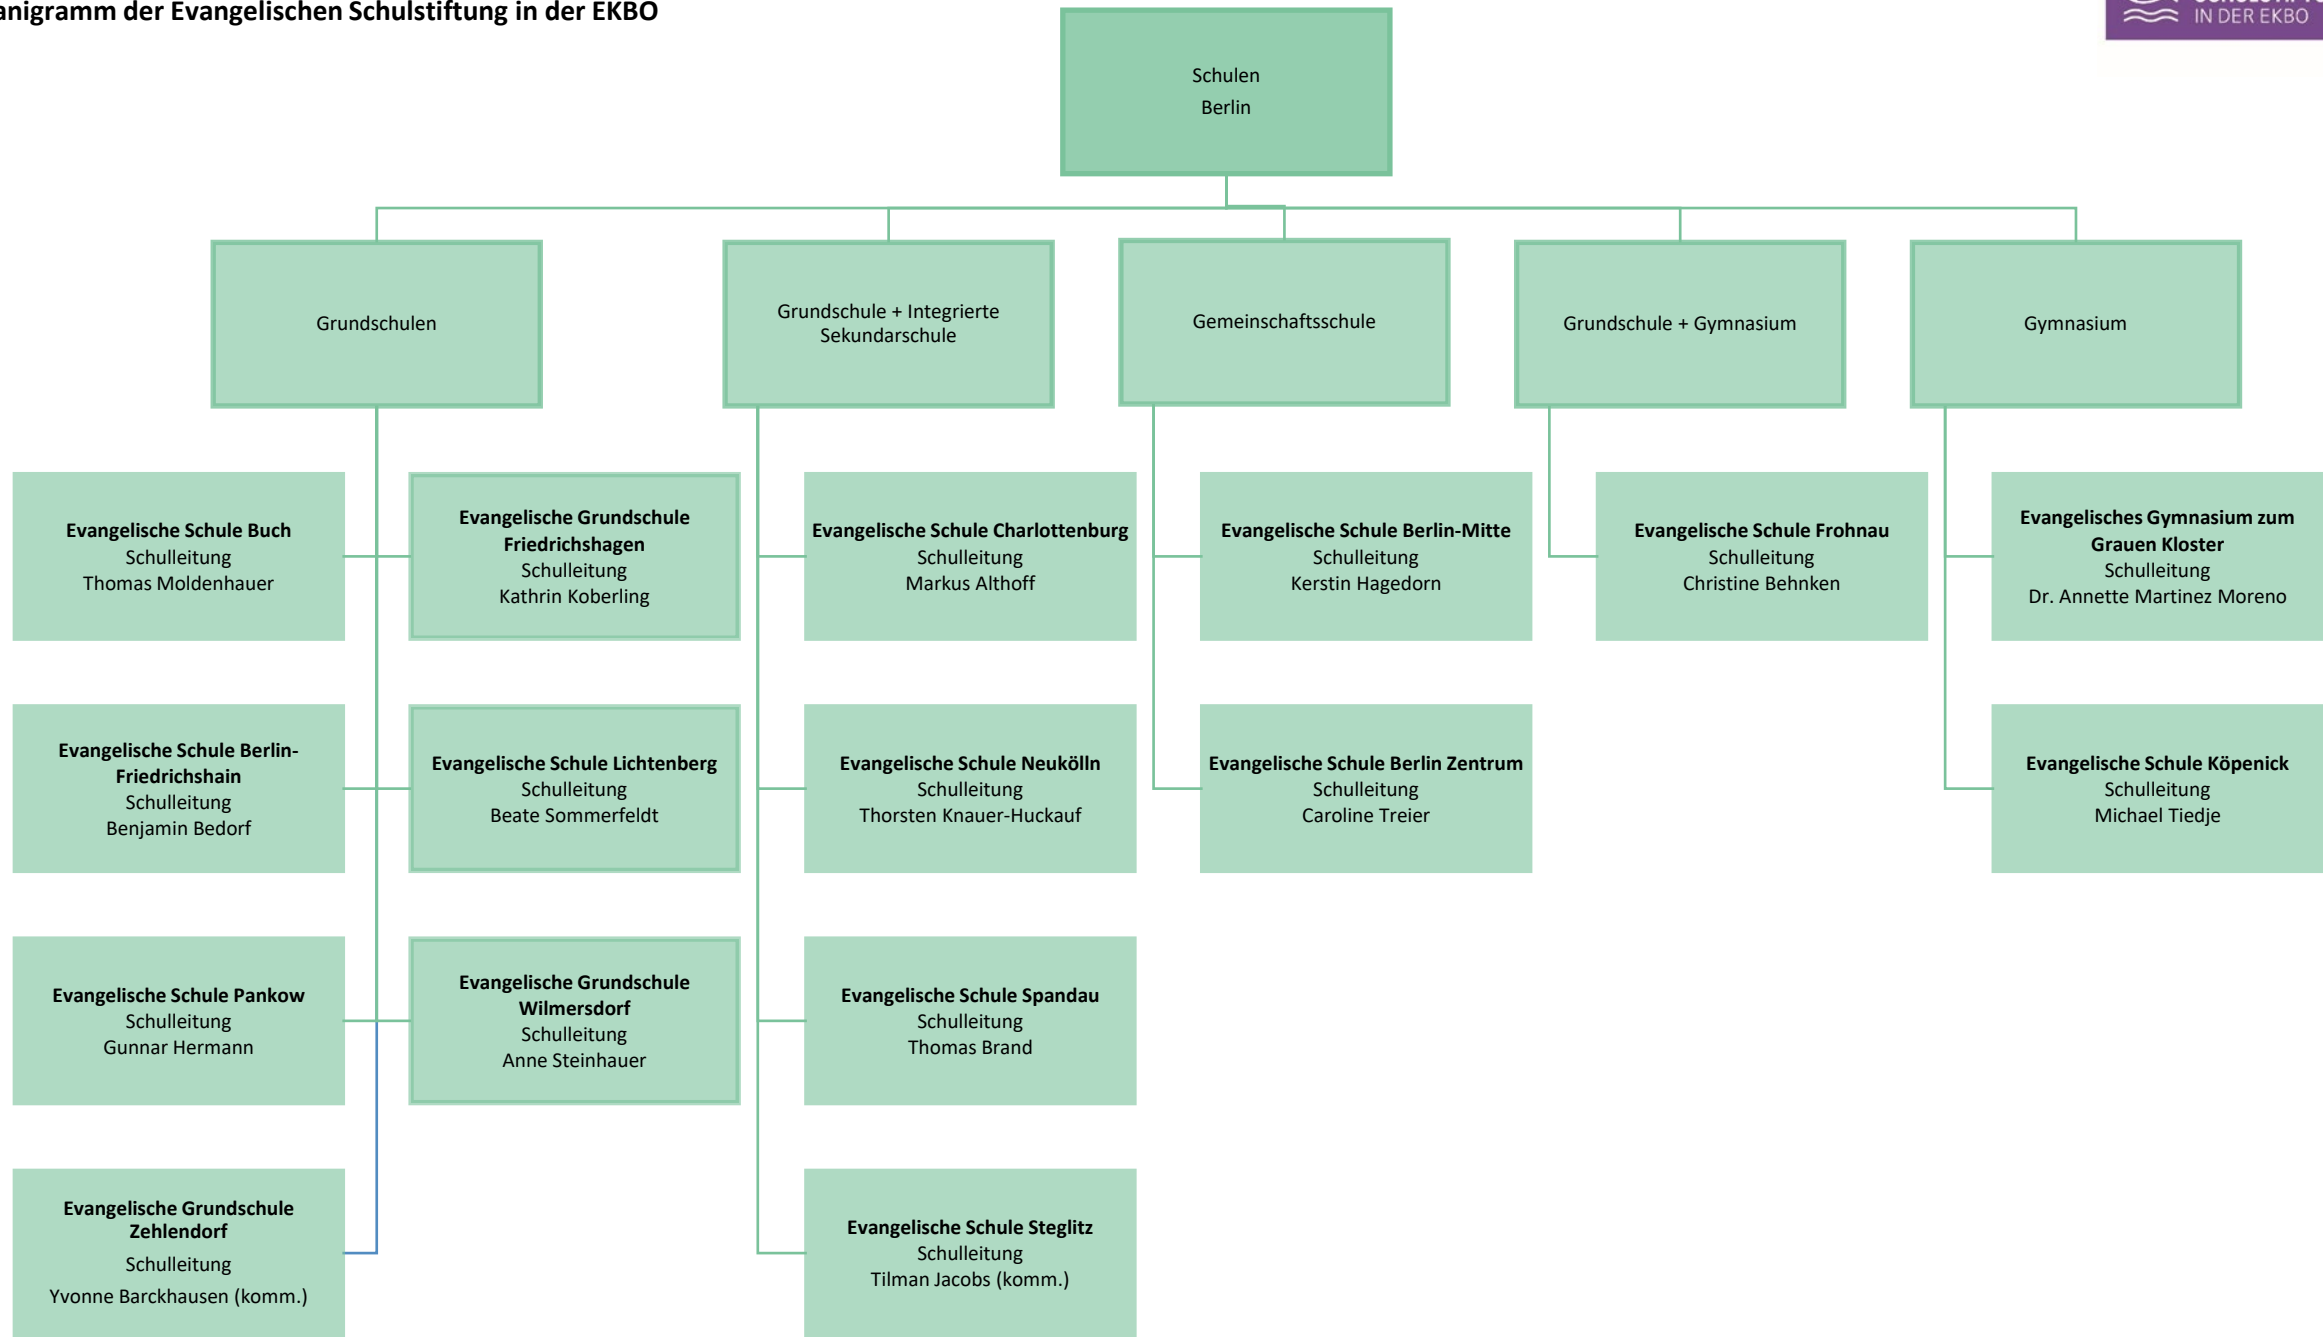 anigramm der Evangelischen Schulstiftung in der EKBO
IN DER EKBO
Schulen
Berlin
Grundschulen
Grundschule + Integrierte
Sekundarschule
Gemeinschaftsschule
Grundschule + Gymnasium
Gymnasium
Evangelische Schule Buch
Schulleitung
Thomas Moldenhauer
Evangelische Grundschule
Friedrichshagen
Schulleitung
Kathrin Koberling
Evangelische Schule Charlottenburg
Schulleitung
Markus Althoff
Evangelische Schule Berlin-Mitte
Schulleitung
Kerstin Hagedorn
Evangelische Schule Frohnau
Schulleitung
Christine Behnken
Evangelisches Gymnasium zum
Grauen Kloster
Schulleitung
Dr. Annette Martinez Moreno
Evangelische Schule Berlin-
Friedrichshain
Schulleitung
Benjamin Bedorf
Evangelische Schule Lichtenberg
Schulleitung
Beate Sommerfeldt
Evangelische Schule Neukölln
Schulleitung
Thorsten Knauer-Huckauf
Evangelische Schule Berlin Zentrum
Schulleitung
Caroline Treier
Evangelische Schule Köpenick
Schulleitung
Michael Tiedje
Evangelische Schule Pankow
Schulleitung
Gunnar Hermann
Evangelische Grundschule
Wilmersdorf
Schulleitung
Anne Steinhauer
Evangelische Schule Spandau
Schulleitung
Thomas Brand
Evangelische Grundschule
Zehlendorf
Schulleitung
Yvonne Barckhausen (komm.)
Evangelische Schule Steglitz
Schulleitung
Tilman Jacobs (komm.)